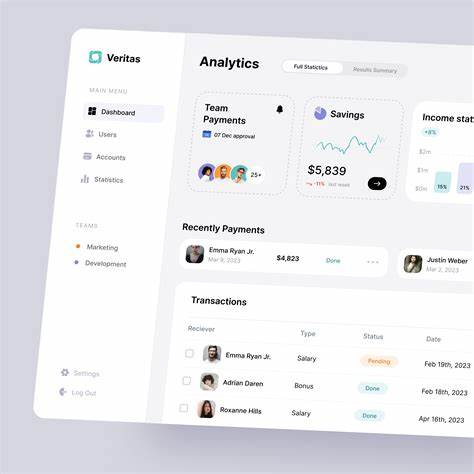 Veritas
MAIN MENU
Dashboard
Users
Accounts
Statistics
TEAMS
Marketing
Development
Settings
Log Out
Analytics
Full Statictics
Results Summary
Team
Payments
07 Dec approval
25+
Savings
$5,839
-11% last week
Income stati
+8%
$2m
$1m
$0m
15%
21%
Recently Payments
Emma Ryan Jr.
Mar 9, 2023
$4,823
Done
Justin Weber
Mar 2, 2023
Transactions
Reciever Type Status Date
Emma Ryan Jr. Salary Pending Feb 19th, 2023
Adrian Daren Bonus Done Feb 18th, 2023
Roxanne Hills Salary Done Apr 16th, 2023